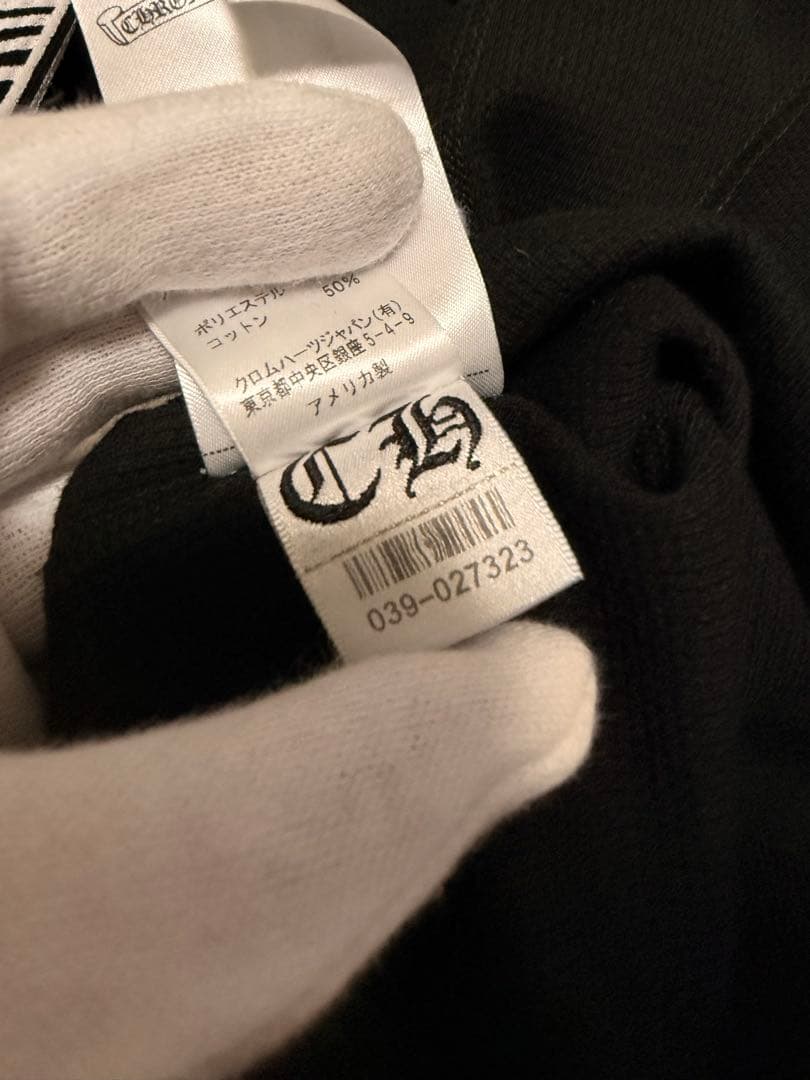 ポリエステル 50%
コットン
クロムハーツジャパン(有)
東京都中央区銀座5-4-9
アメリカ製
CH
039-027323